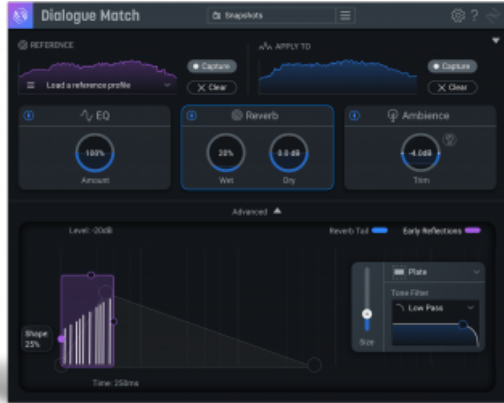 Dialogue Match
Snapshots
?
REFERENCE
APPLY TO
Capture
Capture
Load a reference profile
Clear
Clear
EQ
Reverb
Ambience
100%
20%
0.0 dB
-4.0dB
Amount
Wet
Dry
Trim
Advanced
Level: -20dB
Reverb Tail
Early Reflections
Plate
Tone Filter
Low Pass
Shape
25%
Size
Time: 250ms